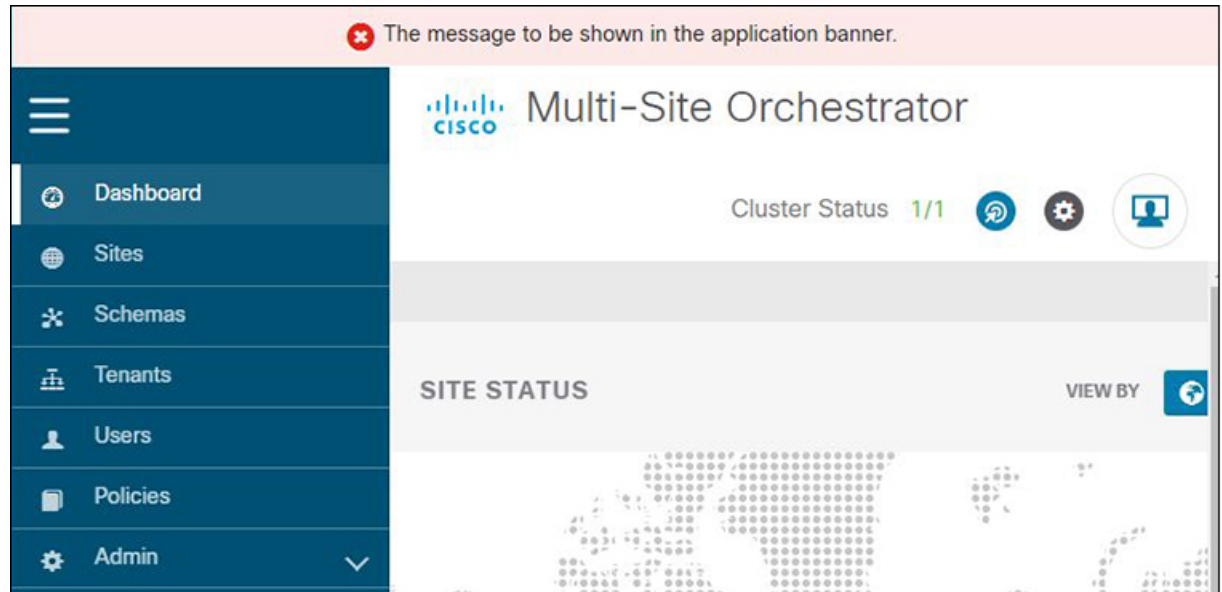 The message to be shown in the application banner.
CISCO Multi-Site Orchestrator
Dashboard
Cluster Status 1/1
Sites
Schemas
Tenants
SITE STATUS VIEW BY
Users
Policies
Admin